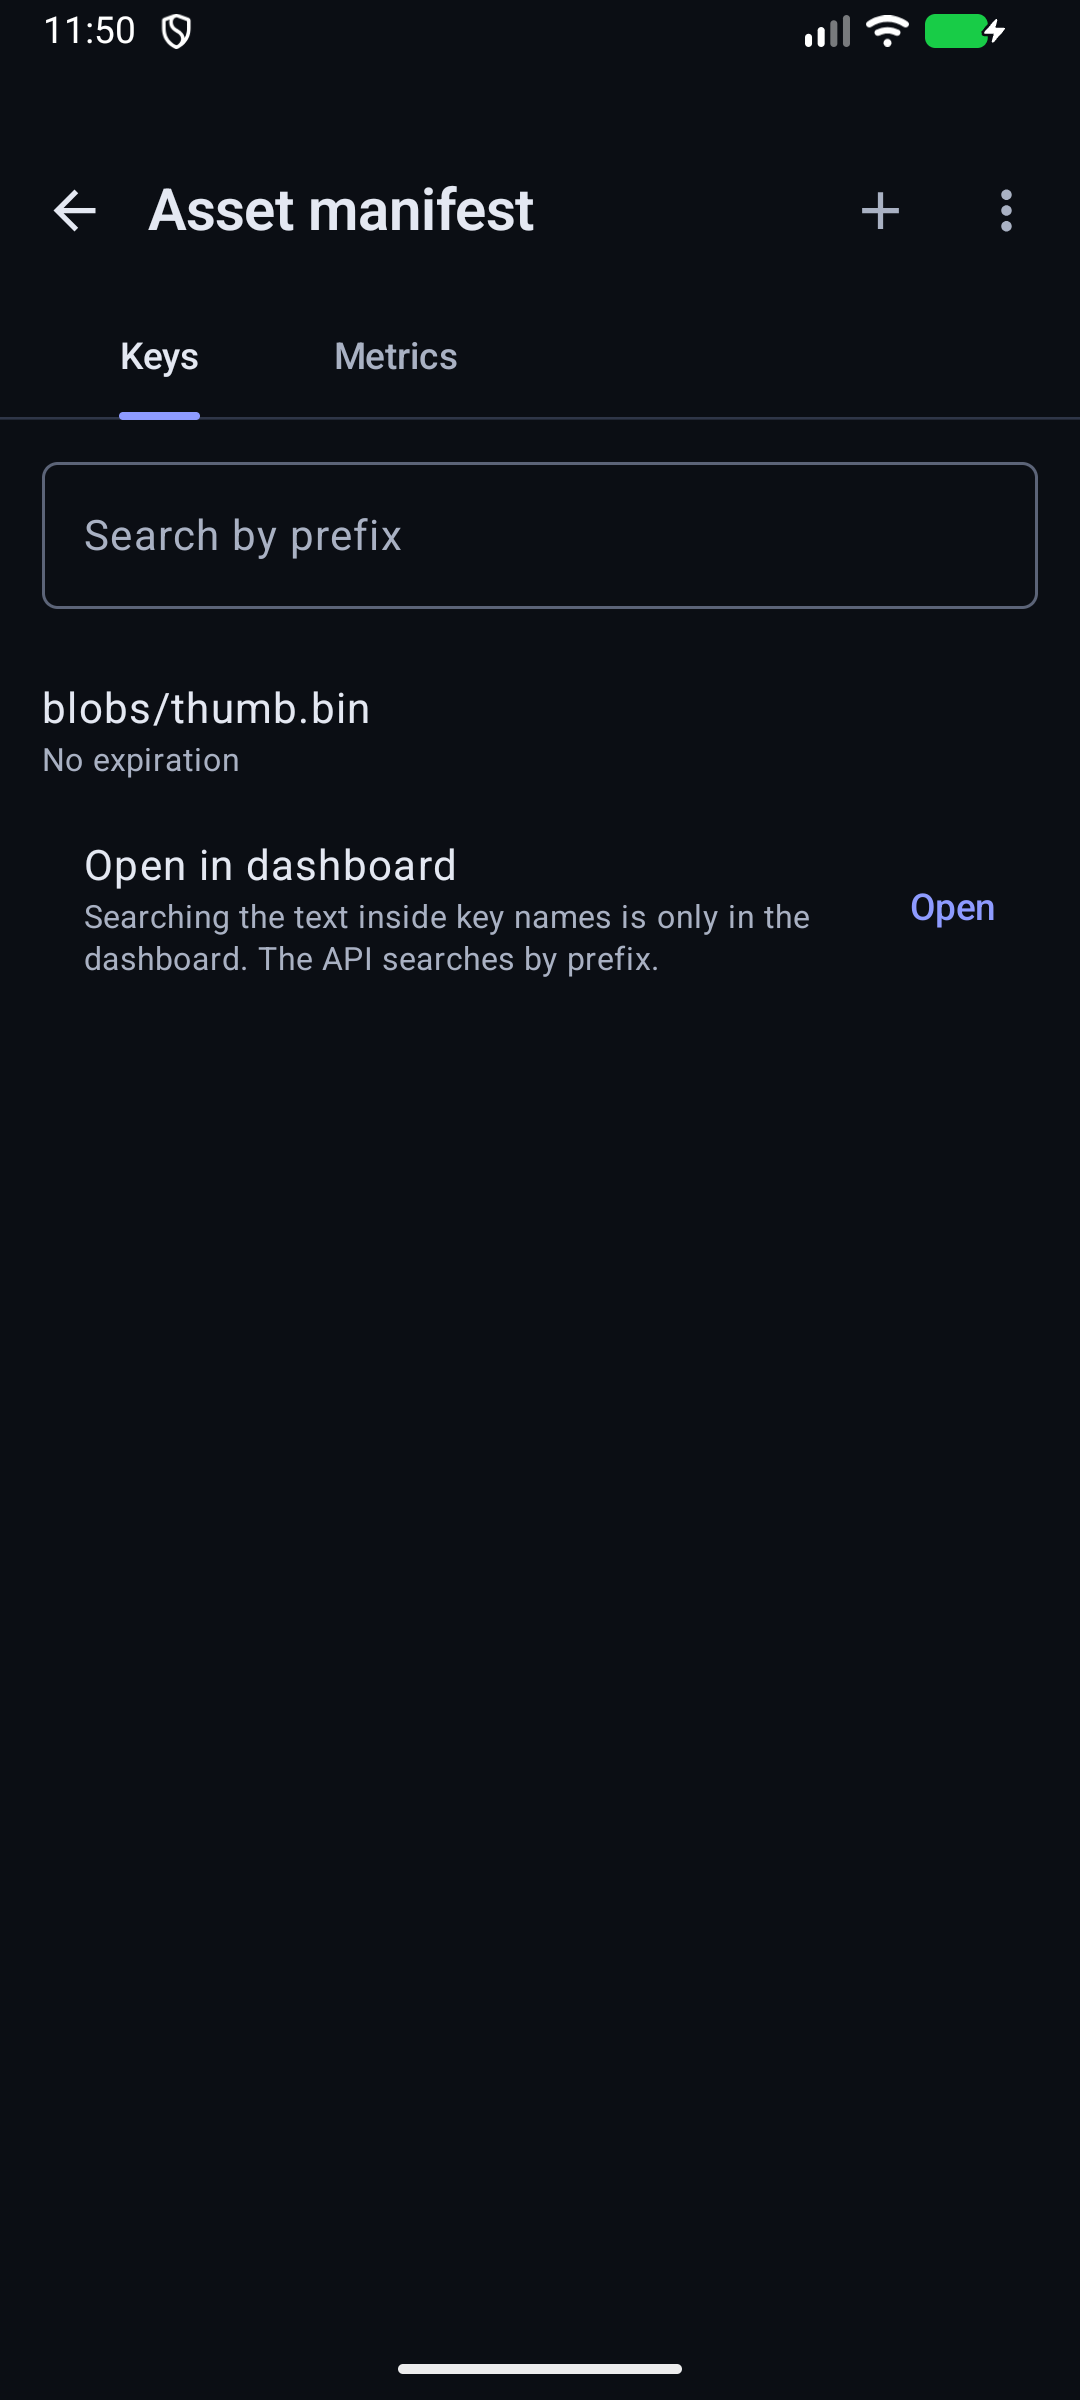 11:50
Asset manifest
Keys
Metrics
Search by prefix
blobs/thumb.bin
No expiration
Open in dashboard
Searching the text inside key names is only in the
dashboard. The API searches by prefix.
Open